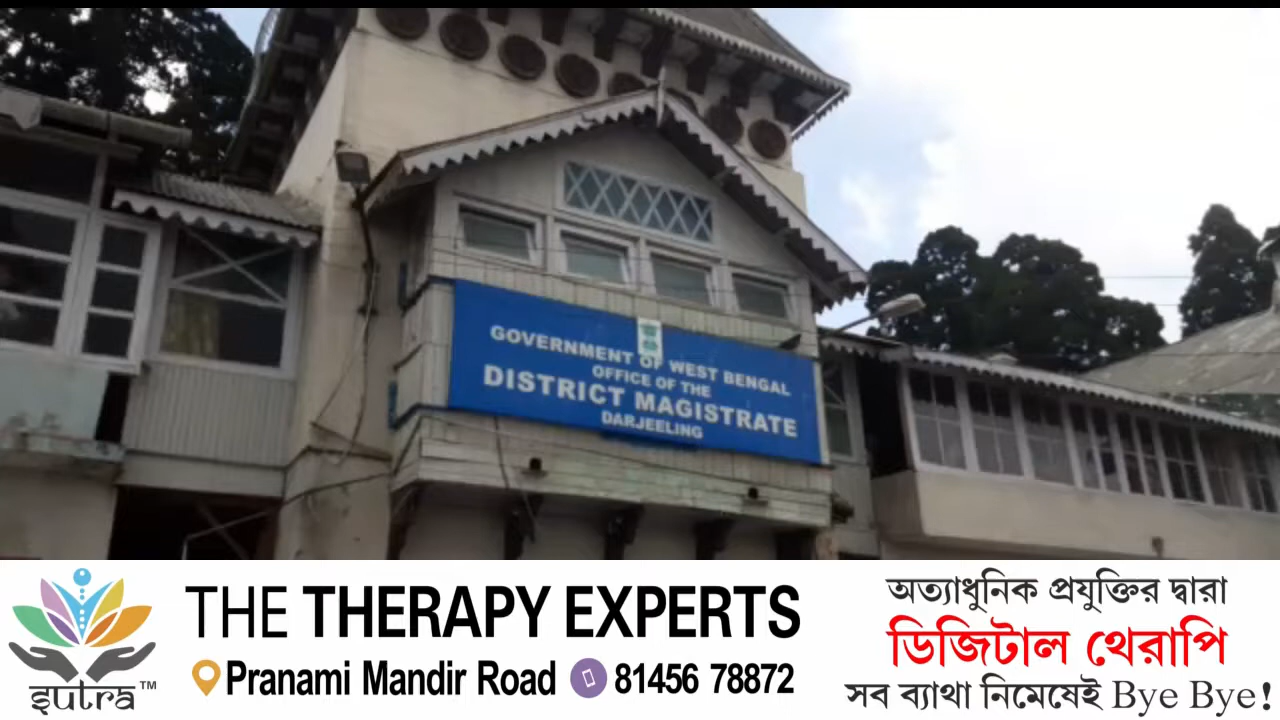 GOVERNMENT OF WEST BENGAL
OFFICE OF THE
DISTRICT MAGISTRATE
DARJEELING
sutra™
THE THERAPY EXPERTS
Pranami Mandir Road 81456 78872
অত্যাধুনিক প্রযুক্তির দ্বারা
ডিজিটাল থেরাপি
সব ব্যাথা নিমেষেই Bye Bye!